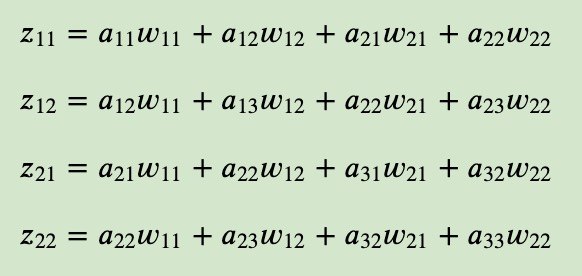 z₁₁ = a₁₁w₁₁ + a₁₂w₁₂ + a₂₁w₂₁ + a₂₂w₂₂
z₁₂ = a₁₂w₁₁ + a₁₃w₁₂ + a₂₂w₂₁ + a₂₃w₂₂
z₂₁ = a₂₁w₁₁ + a₂₂w₁₂ + a₃₁w₂₁ + a₃₂w₂₂
z₂₂ = a₂₂w₁₁ + a₂₃w₁₂ + a₃₂w₂₁ + a₃₃w₂₂